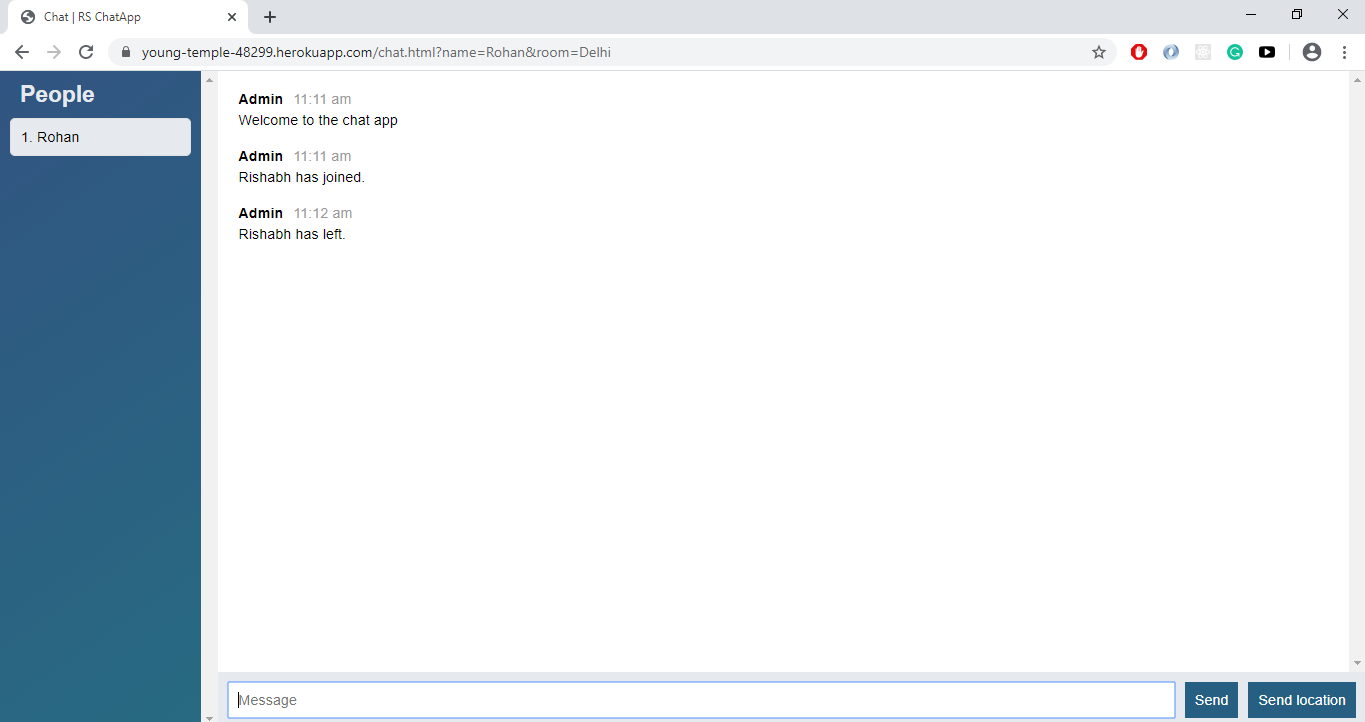 Chat | RS ChatApp
young-temple-48299.herokuapp.com/chat.html?name=Rohan&room=Delhi
People
1. Rohan
Admin 11:11 am
Welcome to the chat app
Admin 11:11 am
Rishabh has joined.
Admin 11:12 am
Rishabh has left.
Message
Send
Send location